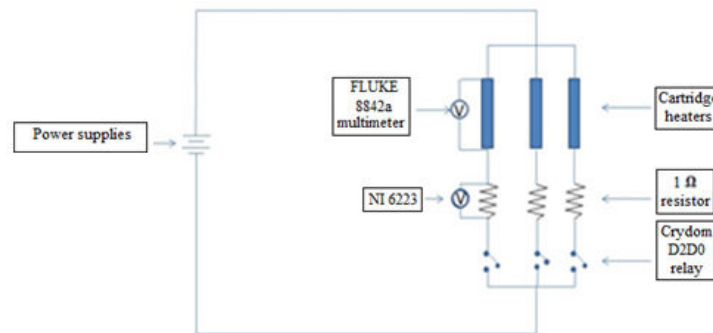 FLUKE
8842a
multimeter
V
Cartridge
heaters
Power supplies
NI 6223
V
1 Ω
resistor
Crydom
D2D0
relay